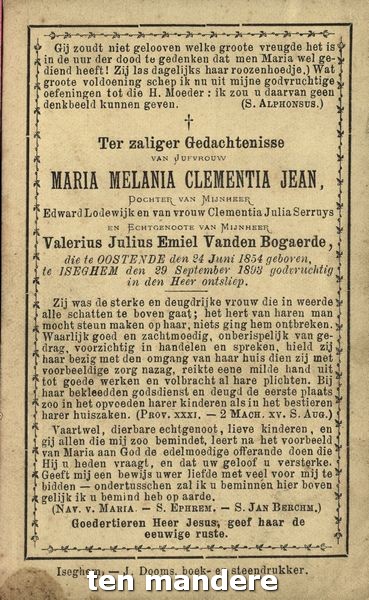 Gij zoudt niet gelooven welke groote vreugde het is
in de uur der dood te gedenken dat men Maria wel ge-
diend heeft! Zij las dagelijks haar roozenhoedje.) Wat
groote voldoening schep ik nu uit mijne godvruchtige
oefeningen tot die H. Moeder : ik zou u daarvan geen
denkbeeld kunnen geven. (S. ALPHONSUS.)
†
Ter zaliger Gedachtenisse
VAN JUFVROUW
MARIA MELANIA CLEMENTIA JEAN,
DOCHTER VAN MIJNHEER
Edward Lodewijk en van vrouw Clementia Julia Serruys
EN ECHTGENOOTE VAN MIJNHEER
Valerius Julius Emiel Vanden Bogaerde,
die te OOSTENDE den 24 Juni 1854 geboren,
te ISEGHEM den 29 September 1893 godvruchtig
in den Heer ontsliep.
Zij was de sterke en deugdrijke vrouw die in weerde
alle schatten te boven gaat; het hert van haren man
mocht steun maken op haar, niets ging hem ontbreken.
Waarlijk goed en zachtmoedig, onberispelijk van ge-
drag, voorzichtig in handelen en spreken, hield zij
haar bezig met den omgang van haar huis dien zij met
voorbeeldige zorg nazag, reikte eene milde hand uit
tot goede werken en volbracht al hare plichten. Bij
haar bekleedden godsdienst en deugd de eerste plaats
zoo in het opvoeden harer kinderen als in het bestieren
harer huiszaken. (PROV. XXXI. — 2 MACH. XV. S. AUG.)
Vaartwel, dierbare echtgenoot, lieve kinderen, en
gij allen die mij zoo bemindet, leert na het voorbeeld
van Maria aan God de edelmoedige offerande doen die
Hij u heden vraagt, en dat uw geloof u versterke.
Geeft mij een bewijs uwer liefde met veel voor mij te
bidden — ondertusschen zal ik u beminnen hier boven
gelijk ik u bemind heb op aarde.
(NAV. V. MARIA. — S. EPHREM. — S. JAN BERCHM.)
Goedertieren Heer Jesus, geef haar de
eeuwige ruste.
Iseghem. — J. Dooms. boek- en steendrukker.
ten mandere